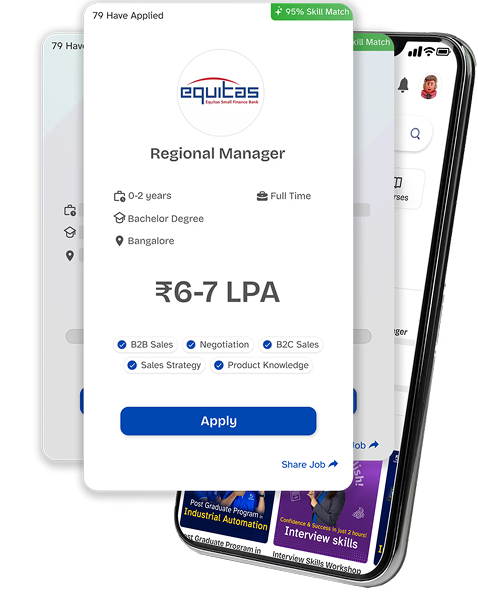 79 Have Applied
95% Skill Match
79 H
kill Match
equitas
Equitas Small Finance Bank
Regional Manager
0-2 years
Full Time
Bachelor Degree
Bangalore
₹6-7 LPA
B2B Sales
Negotiation
B2C Sales
Sales Strategy
Product Knowledge
Apply
Share Job
rses
ger
ob
Post Graduate Program in
Industrial Automation
Confidence & Success in just 2 hours!
Interview skills
Post Graduate Program in
Interview Skills Workshop